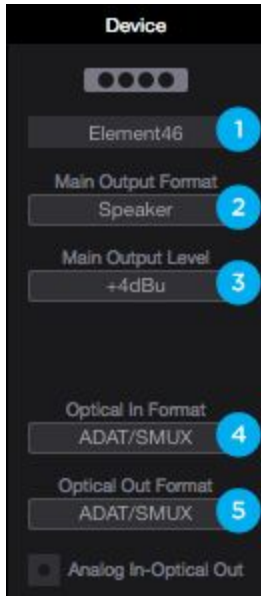 Device
Element46 1
Main Output Format
Speaker 2
Main Output Level
+4dBu 3
Optical In Format
ADAT/SMUX 4
Optical Out Format
ADAT/SMUX 5
Analog In-Optical Out